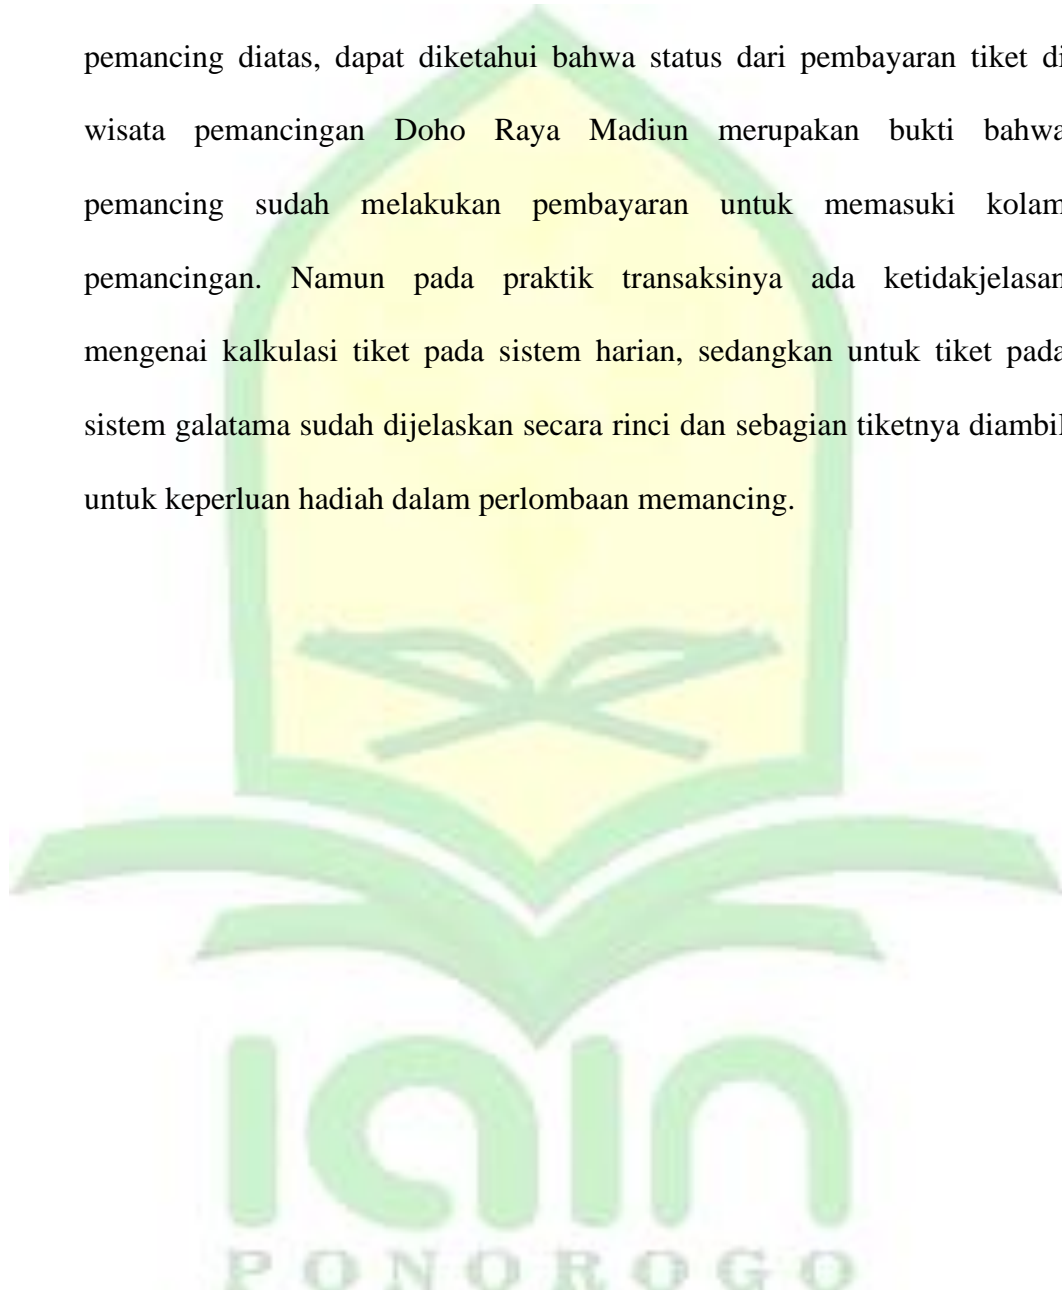 pemancing diatas, dapat diketahui bahwa status dari pembayaran tiket di
wisata pemancingan Doho Raya Madiun merupakan bukti bahwa
pemancing sudah melakukan pembayaran untuk memasuki kolam
pemancingan. Namun pada praktik transaksinya ada ketidakjelasan
mengenai kalkulasi tiket pada sistem harian, sedangkan untuk tiket pada
sistem galatama sudah dijelaskan secara rinci dan sebagian tiketnya diambil
untuk keperluan hadiah dalam perlombaan memancing.
iain
PONOROGO